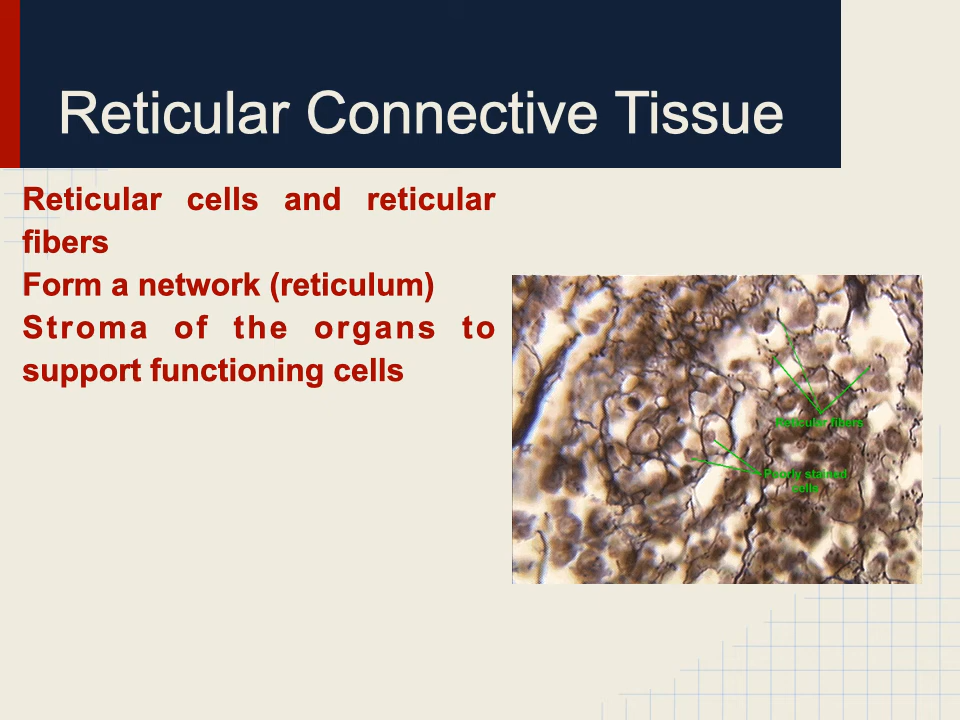 Reticular Connective Tissue
Reticular cells and reticular
fibers
Form a network (reticulum)
Stroma of the organs to
support functioning cells
Reticular fibers
Poorly stained
cells